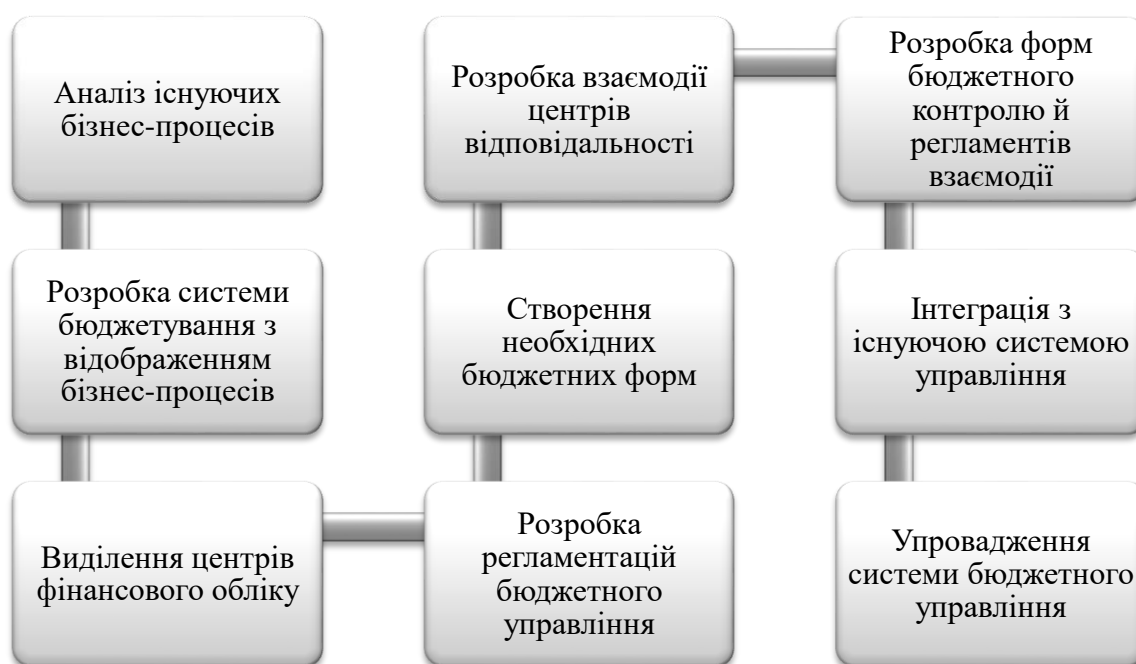 Аналіз існуючих
бізнес-процесів
Розробка системи
бюджетування з
відображенням
бізнес-процесів
Виділення центрів
фінансового обліку
Розробка
регламентацій
бюджетного
управління
Створення
необхідних
бюджетних форм
Розробка взаємодії
центрів
відповідальності
Розробка форм
бюджетного
контролю й
регламентів
взаємодії
Інтеграція з
існуючою системою
управління
Упровадження
системи бюджетного
управління